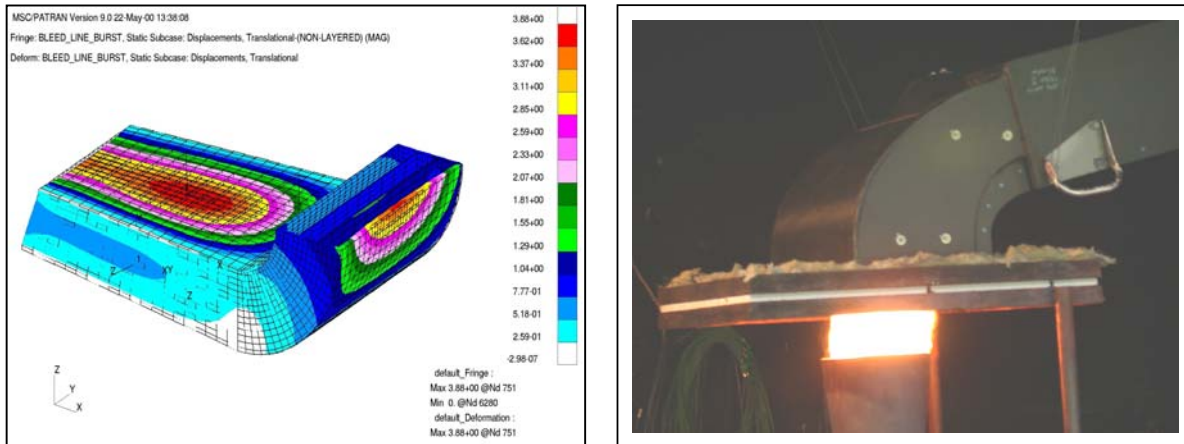 MSC/PATRAN Version 9.0 22-May-00 13:38:08
Fringe: BLEED_LINE_BURST, Static Subcase: Displacements, Translational-(NON-LAYERED) (MAG)
Deform: BLEED_LINE_BURST, Static Subcase: Displacements, Translational
3.88+00
3.62+00
3.37+00
3.11+00
2.85+00
2.59+00
2.33+00
2.07+00
1.81+00
1.55+00
1.29+00
1.04+00
7.77-01
5.18-01
2.59-01
-2.98-07
default_Fringe :
Max 3.88+00 @Nd 751
Min 0. @Nd 6280
default_Deformation :
Max 3.88+00 @Nd 751
Z
Y
X
Z
XY
Z
X